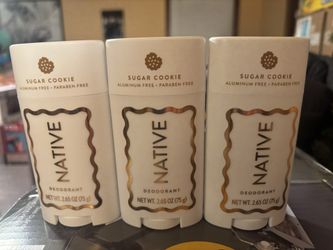 SUGAR COOKIE
ALUMINUM FREE • PARABEN FREE
NATIVE
DEODORANT
NET WT. 2.65 OZ (75 g)
SUGAR COOKIE
ALUMINUM FREE • PARABEN FREE
NATIVE
DEODORANT
NET WT. 2.65 OZ (75 g)
SUGAR COOKIE
ALUMINUM FREE • PARABEN FREE
NATIVE
DEODORANT
NET WT. 2.65 OZ (75 g)